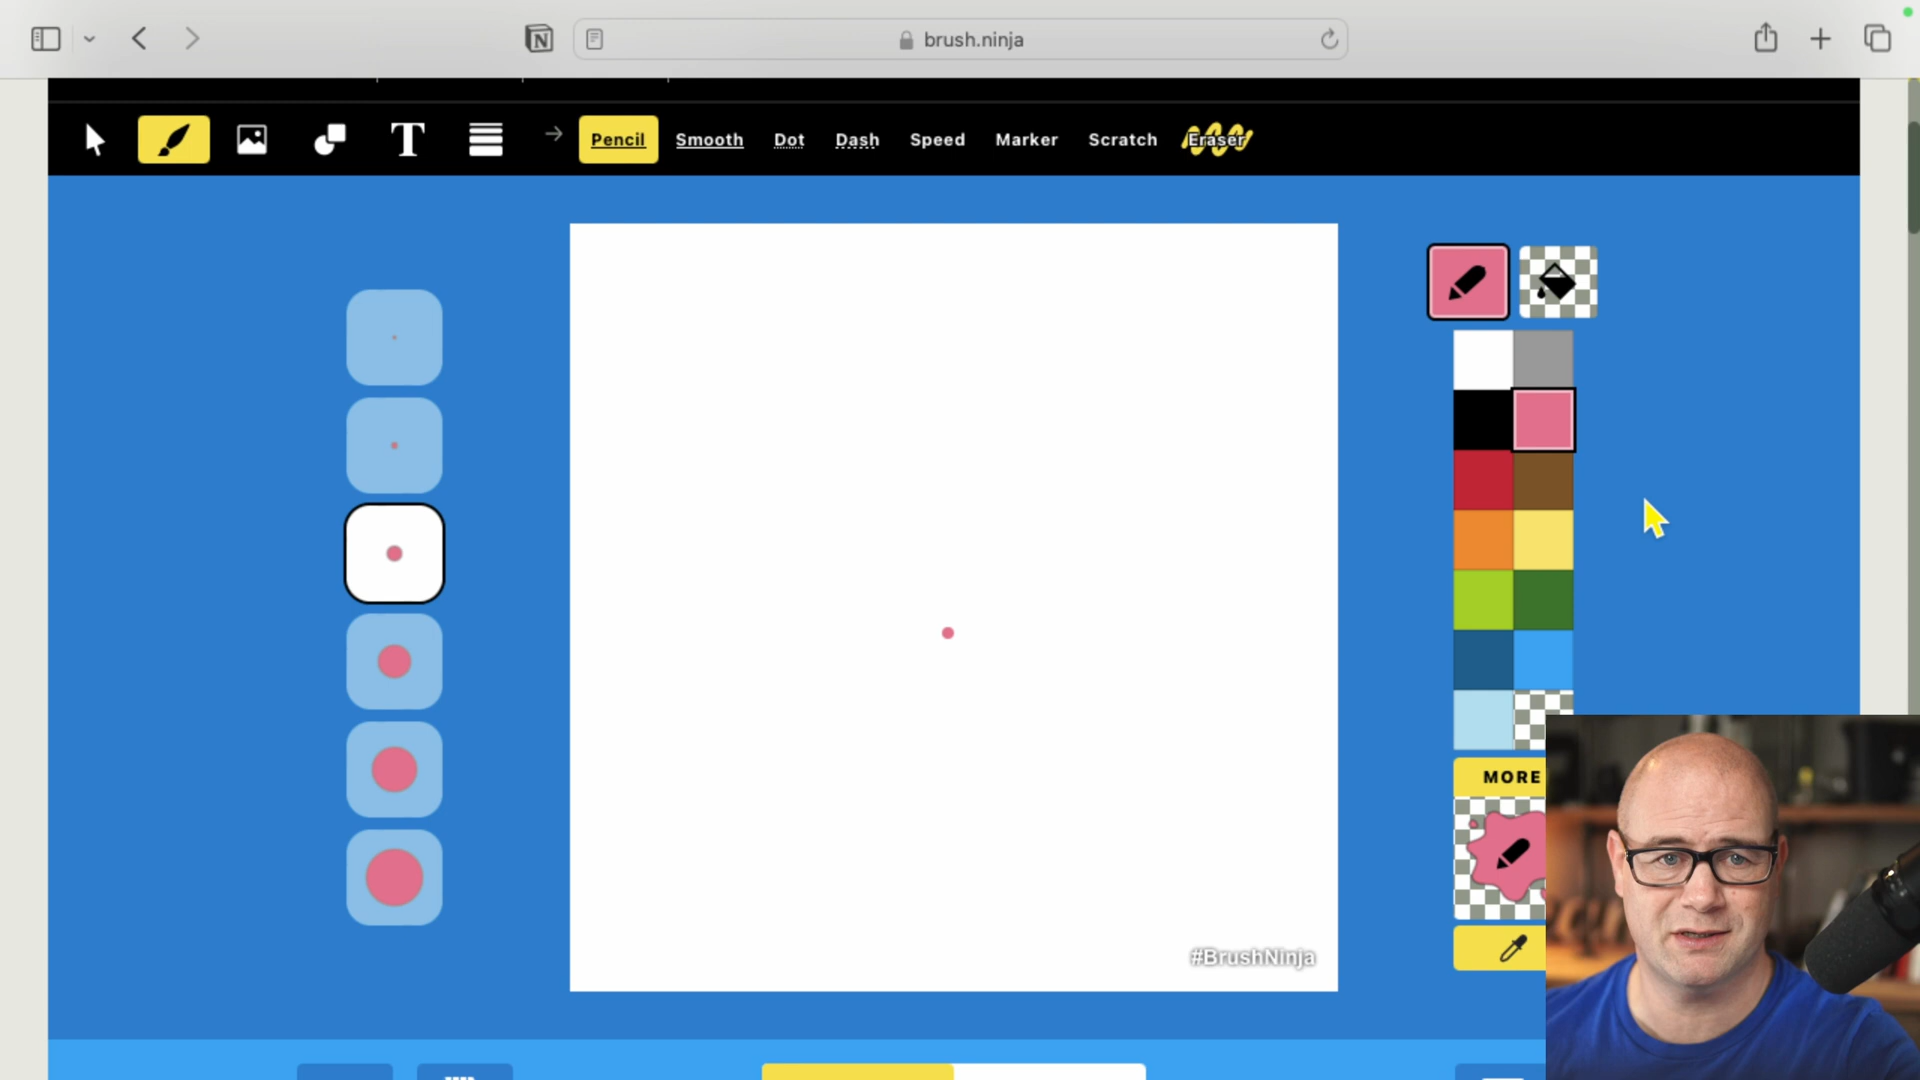 brush.ninja
T
Pencil Smooth Dot Dash Speed Marker Scratch Eraser
MORE
#BrushNinja